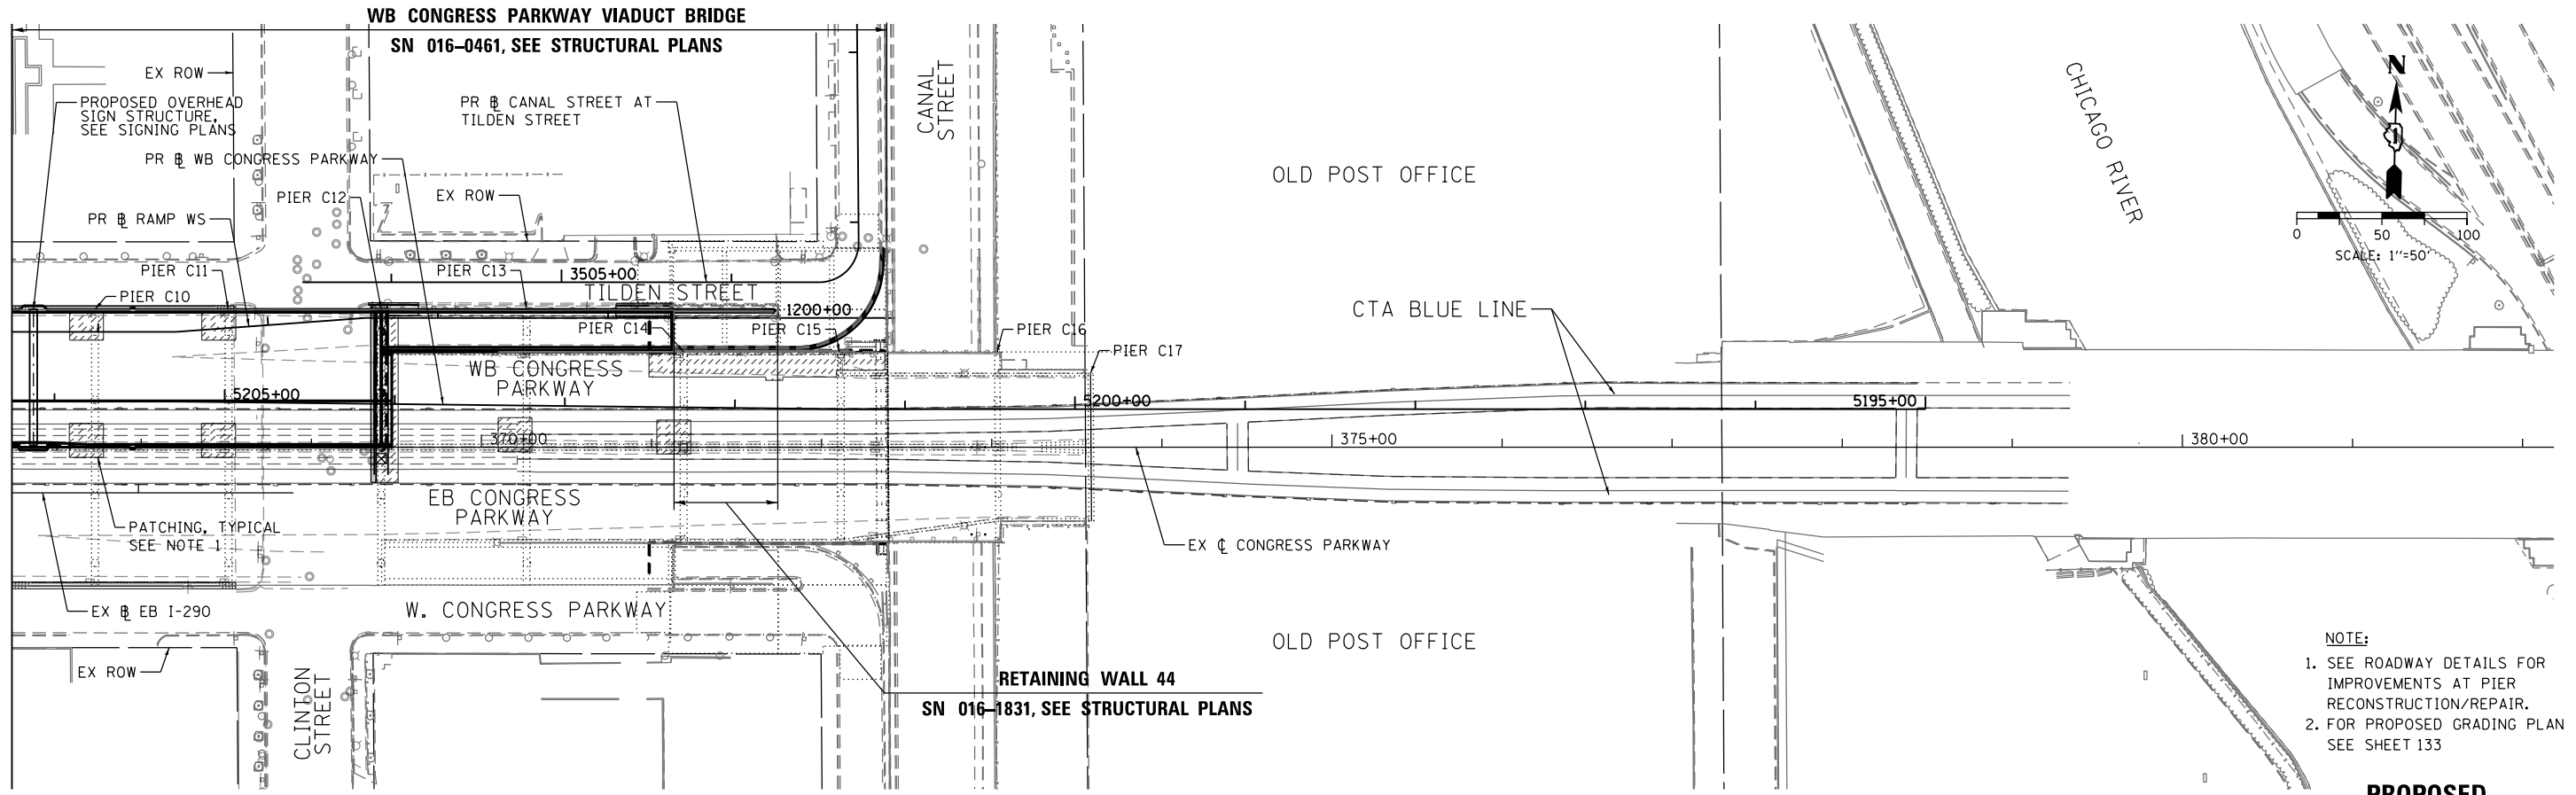 WB CONGRESS PARKWAY VIADUCT BRIDGE
SN 016-0461, SEE STRUCTURAL PLANS
EX ROW
PROPOSED OVERHEAD
SIGN STRUCTURE,
SEE SIGNING PLANS
PR ℄ CANAL STREET AT
TILDEN STREET
CANAL
STREET
PR ℄ WB CONGRESS PARKWAY
PIER C12
EX ROW
PR ℄ RAMP WS
OLD POST OFFICE
CHICAGO RIVER
N
1
0
50
100
SCALE: 1"=50'
PIER C11
PIER C10
PIER C13
3505+00
TILDEN STREET
1200+00
PIER C14
PIER C15
PIER C16
PIER C17
CTA BLUE LINE
WB CONGRESS
PARKWAY
5205+00
5200+00
5195+00
370+00
375+00
380+00
EB CONGRESS
PARKWAY
PATCHING, TYPICAL
SEE NOTE 1
EX ℄ CONGRESS PARKWAY
EX ℄ EB I-290
W. CONGRESS PARKWAY
OLD POST OFFICE
EX ROW
CLINTON
STREET
RETAINING WALL 44
SN 016-1831, SEE STRUCTURAL PLANS
NOTE:
1. SEE ROADWAY DETAILS FOR
IMPROVEMENTS AT PIER
RECONSTRUCTION/REPAIR.
2. FOR PROPOSED GRADING PLAN
SEE SHEET 133
PROPOSED